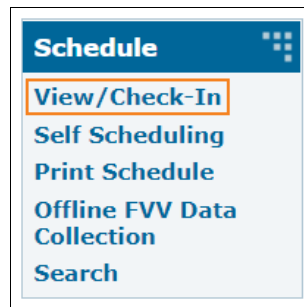 Schedule
View/Check-In
Self Scheduling
Print Schedule
Offline FVV Data
Collection
Search